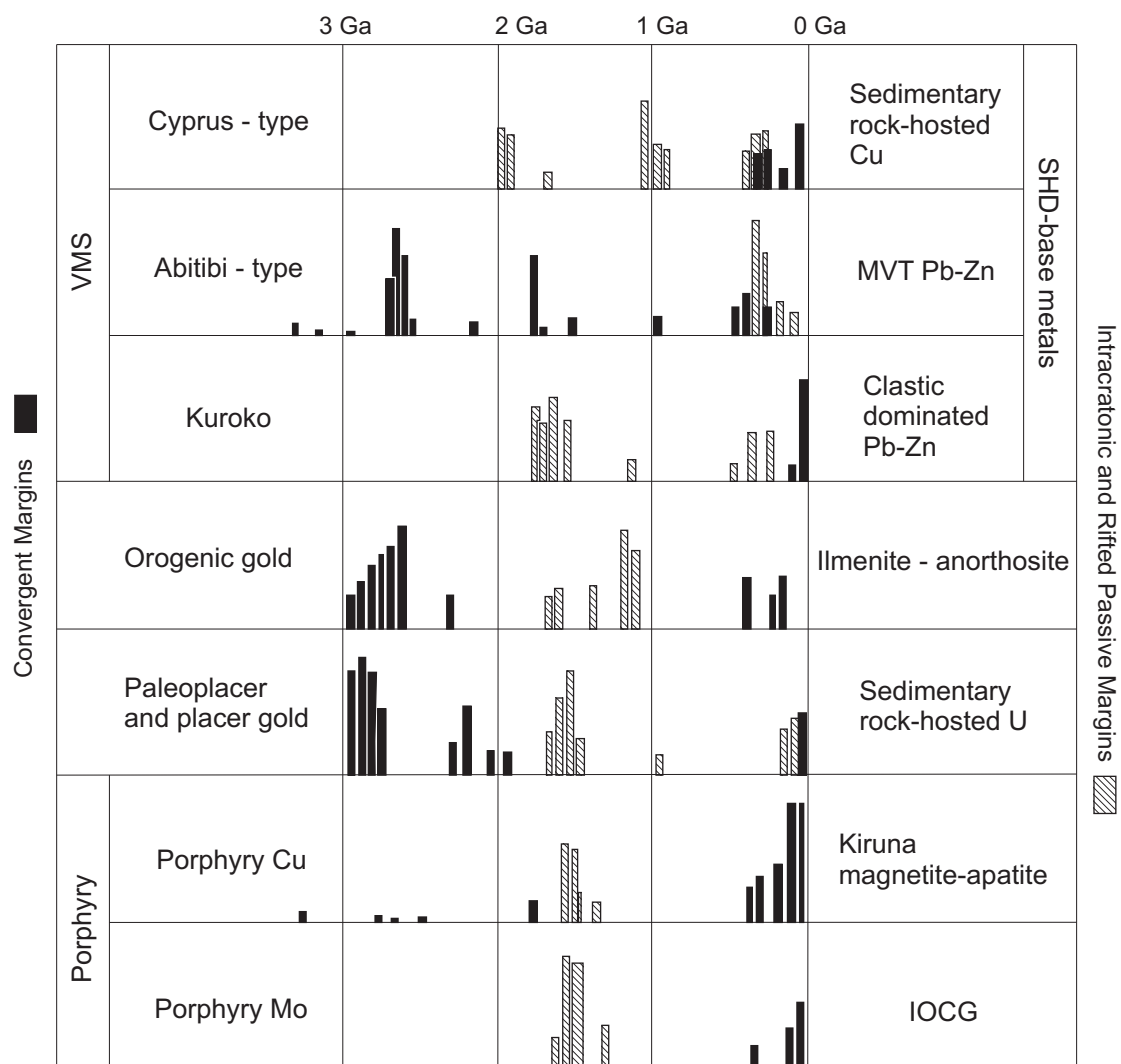 3 Ga 2 Ga 1 Ga 0 Ga
VMS
Cyprus - type
Abitibi - type
Kuroko
Orogenic gold
Paleoplacer
and placer gold
Porphyry
Porphyry Cu
Porphyry Mo
Sedimentary
rock-hosted
Cu
MVT Pb-Zn
Clastic
dominated
Pb-Zn
SHD-base metals
Ilmenite - anorthosite
Sedimentary
rock-hosted U
Kiruna
magnetite-apatite
IOCG
Convergent Margins
Intracratonic and Rifted Passive Margins